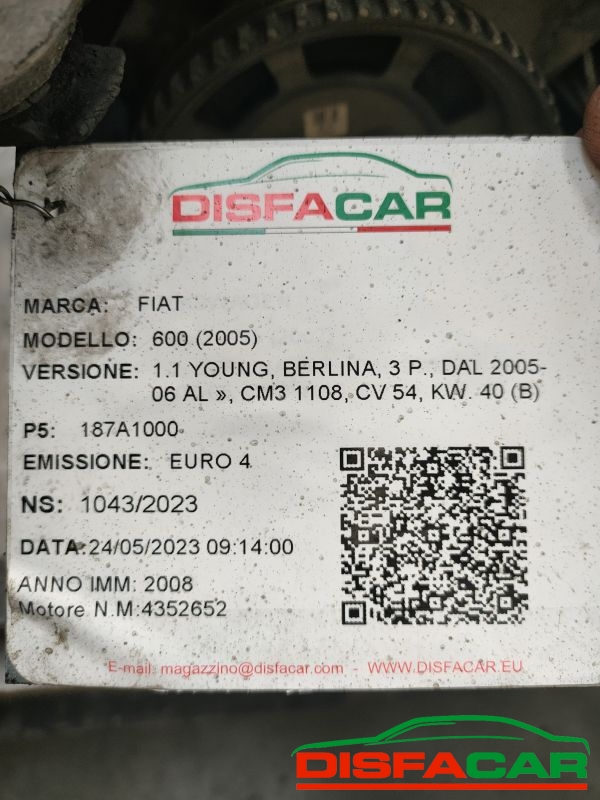 DISFACAR
MARCA: FIAT
MODELLO: 600 (2005)
VERSIONE: 1.1 YOUNG, BERLINA, 3 P., DAL 2005-
06 AL », CM3 1108, CV 54, KW. 40 (B)
P5: 187A1000
EMISSIONE: EURO 4
NS: 1043/2023
DATA:24/05/2023 09:14:00
ANNO IMM: 2008
Motore N.M:4352652
E-mail: magazzino@disfacar.com - WWW.DISFACAR.EU
DISFACAR